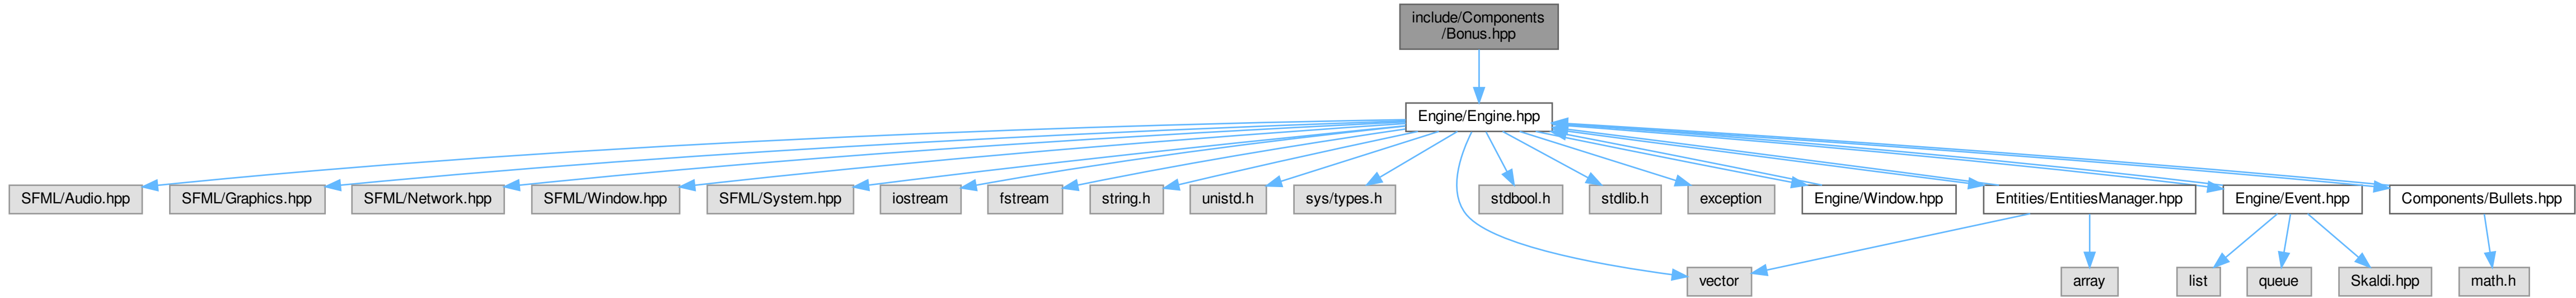 include/Components
/Bonus.hpp
Engine/Engine.hpp
SFML/Audio.hpp
SFML/Graphics.hpp
SFML/Network.hpp
SFML/Window.hpp
SFML/System.hpp
iostream
fstream
string.h
unistd.h
sys/types.h
stdbool.h
stdlib.h
exception
Engine/Window.hpp
Entities/EntitiesManager.hpp
Engine/Event.hpp
Components/Bullets.hpp
vector
array
list
queue
Skaldi.hpp
math.h